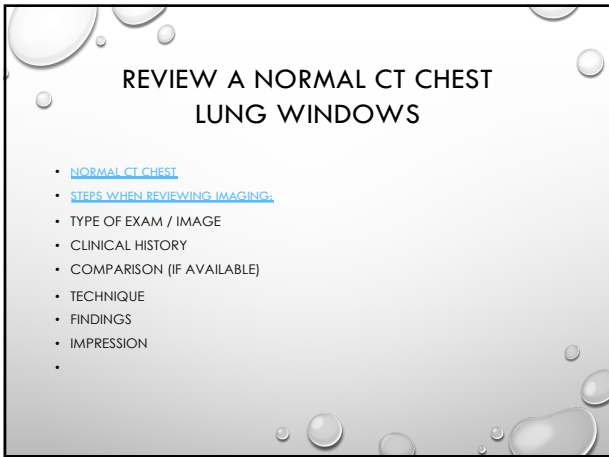 REVIEW A NORMAL CT CHEST
LUNG WINDOWS
• NORMAL CT CHEST
• STEPS WHEN REVIEWING IMAGING:
• TYPE OF EXAM / IMAGE
• CLINICAL HISTORY
• COMPARISON (IF AVAILABLE)
• TECHNIQUE
• FINDINGS
• IMPRESSION
•